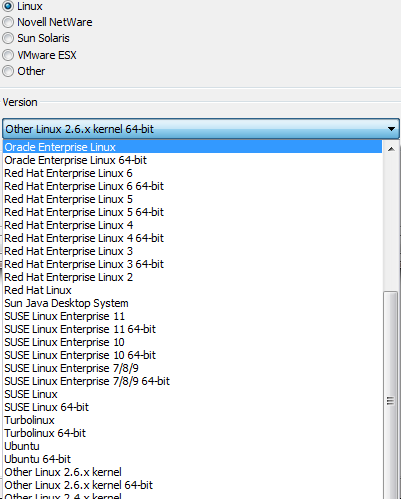 Linux
Novell NetWare
Sun Solaris
VMware ESX
Other
Version
Other Linux 2.6.x kernel 64-bit
Oracle Enterprise Linux
Oracle Enterprise Linux 64-bit
Red Hat Enterprise Linux 6
Red Hat Enterprise Linux 6 64-bit
Red Hat Enterprise Linux 5
Red Hat Enterprise Linux 5 64-bit
Red Hat Enterprise Linux 4
Red Hat Enterprise Linux 4 64-bit
Red Hat Enterprise Linux 3
Red Hat Enterprise Linux 3 64-bit
Red Hat Enterprise Linux 2
Red Hat Linux
Sun Java Desktop System
SUSE Linux Enterprise 11
SUSE Linux Enterprise 11 64-bit
SUSE Linux Enterprise 10
SUSE Linux Enterprise 10 64-bit
SUSE Linux Enterprise 7/8/9
SUSE Linux Enterprise 7/8/9 64-bit
SUSE Linux
SUSE Linux 64-bit
Turbolinux
Turbolinux 64-bit
Ubuntu
Ubuntu 64-bit
Other Linux 2.6.x kernel
Other Linux 2.6.x kernel 64-bit
Other Linux 2.4.x kernel